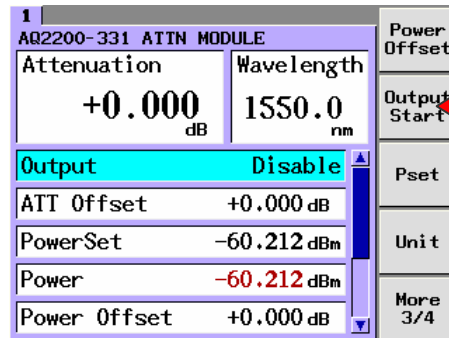 1
AQ2200-331 ATTN MODULE
Attenuation
+0.000
dB
Wavelength
1550.0
nm
Output Disable
ATT Offset +0.000 dB
PowerSet -60.212 dBm
Power -60.212 dBm
Power Offset +0.000 dB
Power
Offset
Output
Start
Pset
Unit
More
3/4